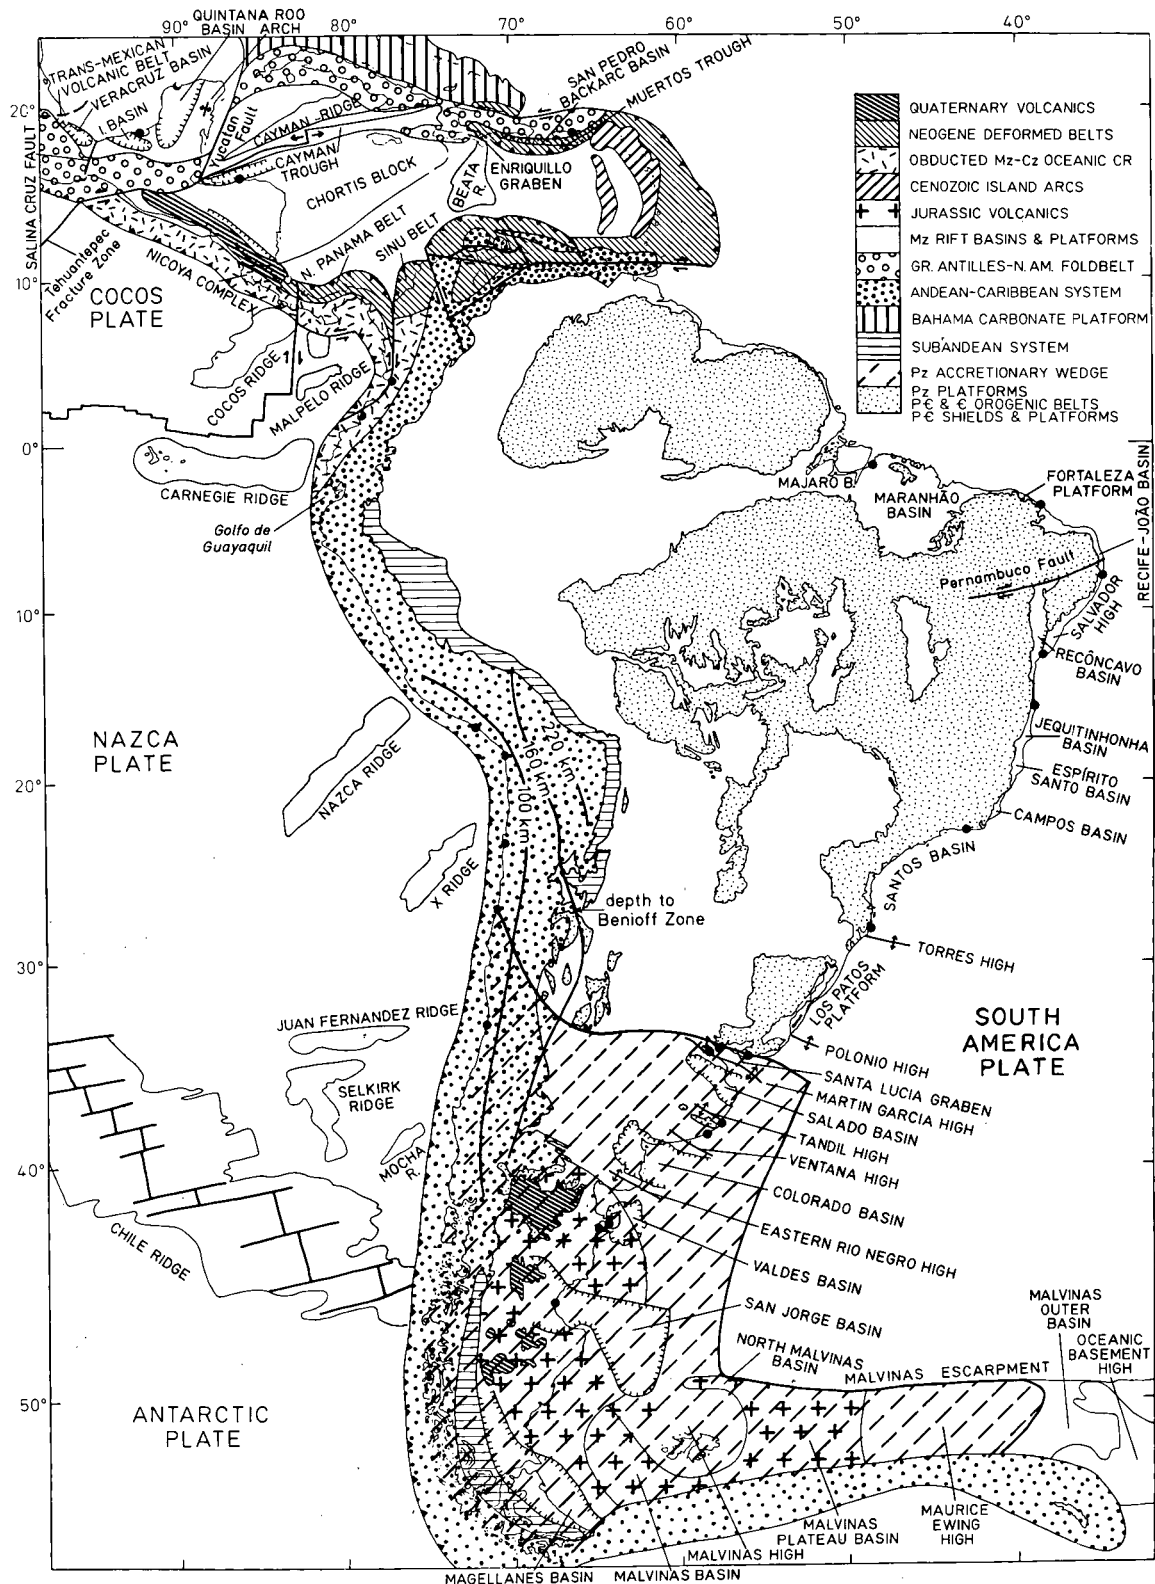 QUINTANA ROO
BASIN ARCH
90°
80°
70°
60°
50°
40°
TRANS-MEXICAN
VOLCANIC BELT
VERACRUZ BASIN
I. BASIN
SAN PEDRO
BACKARC BASIN
MUERTOS TROUGH
20°
Yucatan
Fault
CAYMAN RIDGE
CAYMAN
TROUGH
CHORTIS BLOCK
BEATA
R.
ENRIQUILLO
GRABEN
SALINA CRUZ FAULT
Tehuantepec
Fracture Zone
NICOYA COMPLEX
N. PANAMA BELT
SINU BELT
10°
COCOS
PLATE
COCOS RIDGE
MALPELO RIDGE
0°
CARNEGIE RIDGE
Golfo de
Guayaquil
QUATERNARY VOLCANICS
NEOGENE DEFORMED BELTS
OBDUCTED Mz-Cz OCEANIC CR
CENOZOIC ISLAND ARCS
JURASSIC VOLCANICS
Mz RIFT BASINS & PLATFORMS
GR. ANTILLES-N. AM. FOLDBELT
ANDEAN-CARIBBEAN SYSTEM
BAHAMA CARBONATE PLATFORM
SUBANDEAN SYSTEM
Pz ACCRETIONARY WEDGE
Pz PLATFORMS
P€ & € OROGENIC BELTS
P€ SHIELDS & PLATFORMS
MAJARO B.
MARANHÃO
BASIN
FORTALEZA
PLATFORM
RECIFE-JOÃO BASIN
Pernambuco Fault
10°
SALVADOR
HIGH
RECÔNCAVO
BASIN
NAZCA
PLATE
NAZCA RIDGE
220 km
160 km
100 km
JEQUITINHONHA
BASIN
ESPÍRITO
SANTO BASIN
20°
CAMPOS BASIN
SANTOS BASIN
X RIDGE
depth to
Benioff Zone
TORRES HIGH
30°
LOS PATOS
PLATFORM
SOUTH
AMERICA
PLATE
JUAN FERNANDEZ RIDGE
POLONIO HIGH
SANTA LUCIA GRABEN
SELKIRK
RIDGE
MARTIN GARCIA HIGH
SALADO BASIN
TANDIL HIGH
MOCHA
R.
VENTANA HIGH
40°
COLORADO BASIN
CHILE RIDGE
EASTERN RIO NEGRO HIGH
VALDES BASIN
SAN JORGE BASIN
MALVINAS
OUTER
BASIN
OCEANIC
BASEMENT
HIGH
NORTH MALVINAS
BASIN
MALVINAS ESCARPMENT
50°
ANTARCTIC
PLATE
MALVINAS
PLATEAU BASIN
MAURICE
EWING
HIGH
MALVINAS HIGH
MAGELLANES BASIN
MALVINAS BASIN